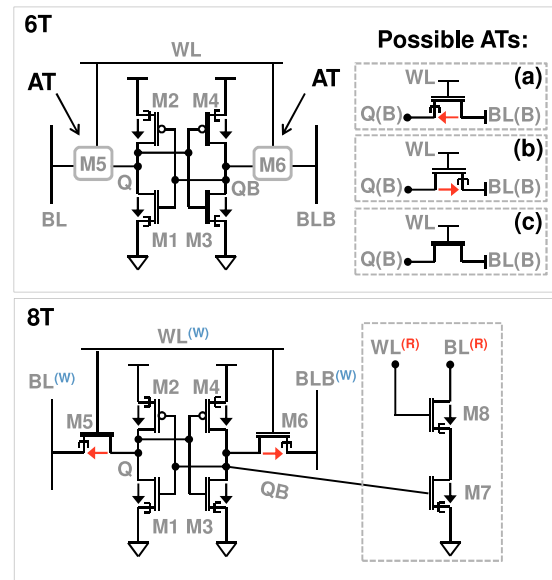 6T
WL
Possible ATs:
AT
AT
M2
M4
M5
M6
Q
QB
BL
BLB
M1
M3
WL
(a)
Q(B)
BL(B)
WL
(b)
Q(B)
BL(B)
WL
(c)
Q(B)
BL(B)
8T
WL(W)
BL(W)
BLB(W)
M2
M4
M5
M6
Q
QB
M1
M3
WL(R)
BL(R)
M8
M7